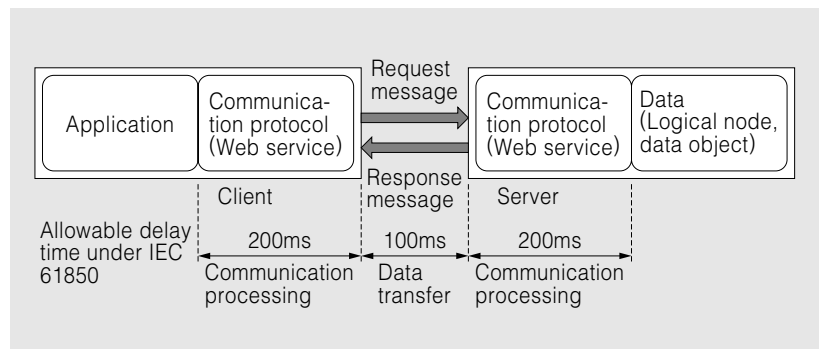 Request
message
Application
Communica-
tion protocol
(Web service)
Communica-
tion protocol
(Web service)
Data
(Logical node,
data object)
Response
message
Client
Server
Allowable delay
time under IEC
61850
200ms
100ms
200ms
Communication
processing
Data
transfer
Communication
processing